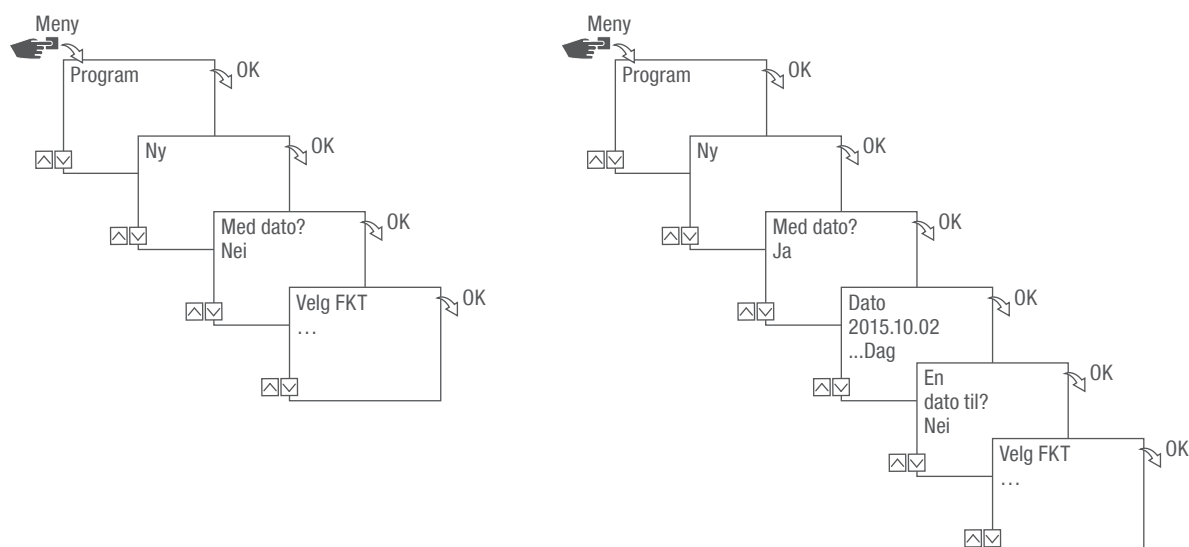 Meny
Program
OK
Ny
OK
Med dato?
Nei
OK
Velg FKT
...
OK
Meny
Program
OK
Ny
OK
Med dato?
Ja
OK
Dato
2015.10.02
...Dag
OK
En
dato til?
Nei
OK
Velg FKT
...
OK